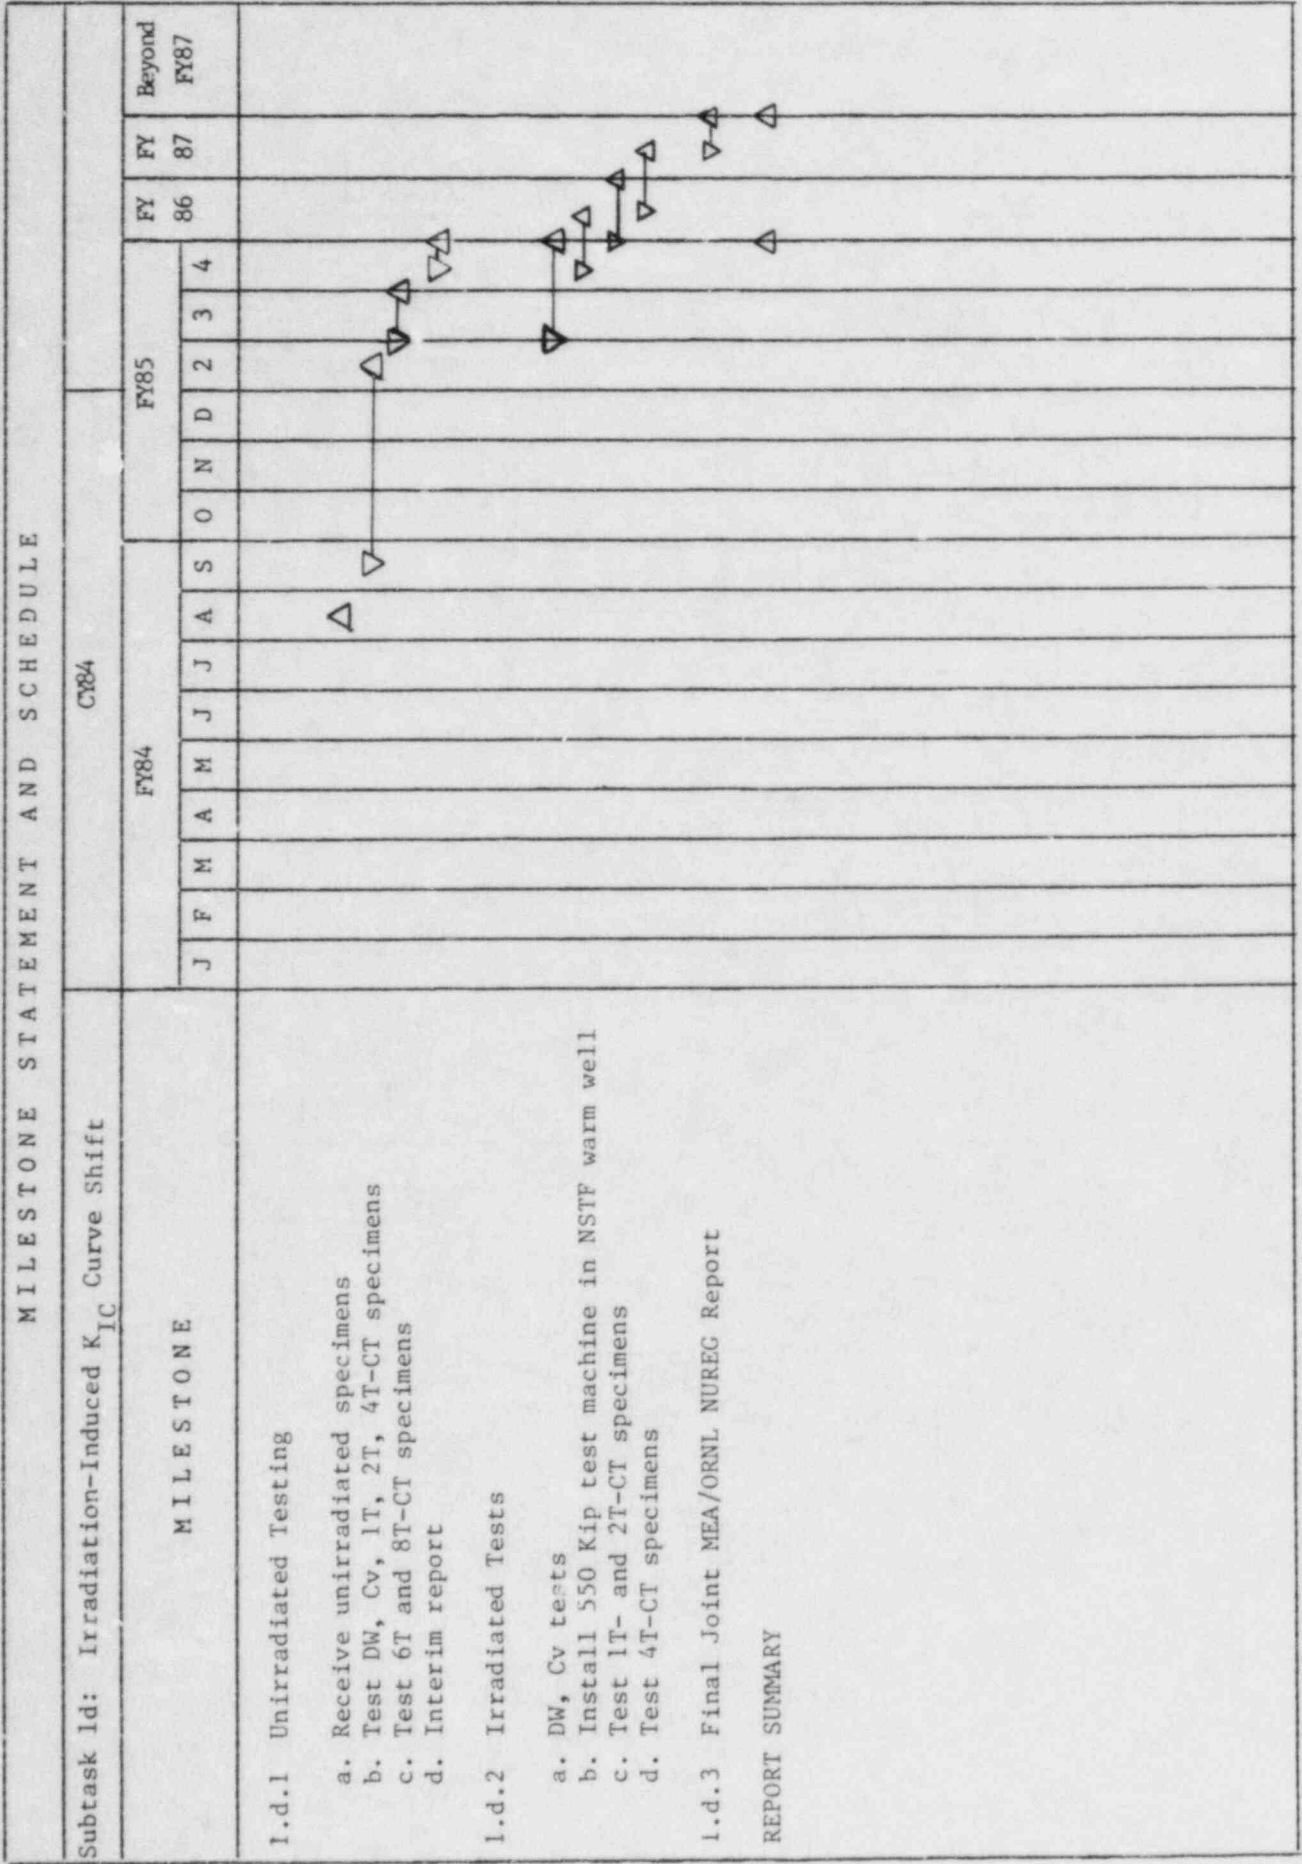 MILESTONE STATEMENT AND SCHEDULE
Subtask 1d: Irradiation-Induced K_IC Curve Shift
CY84
MILESTONE
FY84
FY85
FY 86
FY 87
Beyond FY87
J F M A M J J A S O N D 2 3 4
1.d.1 Unirradiated Testing
a. Receive unirradiated specimens
b. Test DW, Cv, 1T, 2T, 4T-CT specimens
c. Test 6T and 8T-CT specimens
d. Interim report
1.d.2 Irradiated Tests
a. DW, Cv tests
b. Install 550 Kip test machine in NSTF warm well
c. Test 1T- and 2T-CT specimens
d. Test 4T-CT specimens
1.d.3 Final Joint MEA/ORNL NUREG Report
REPORT SUMMARY